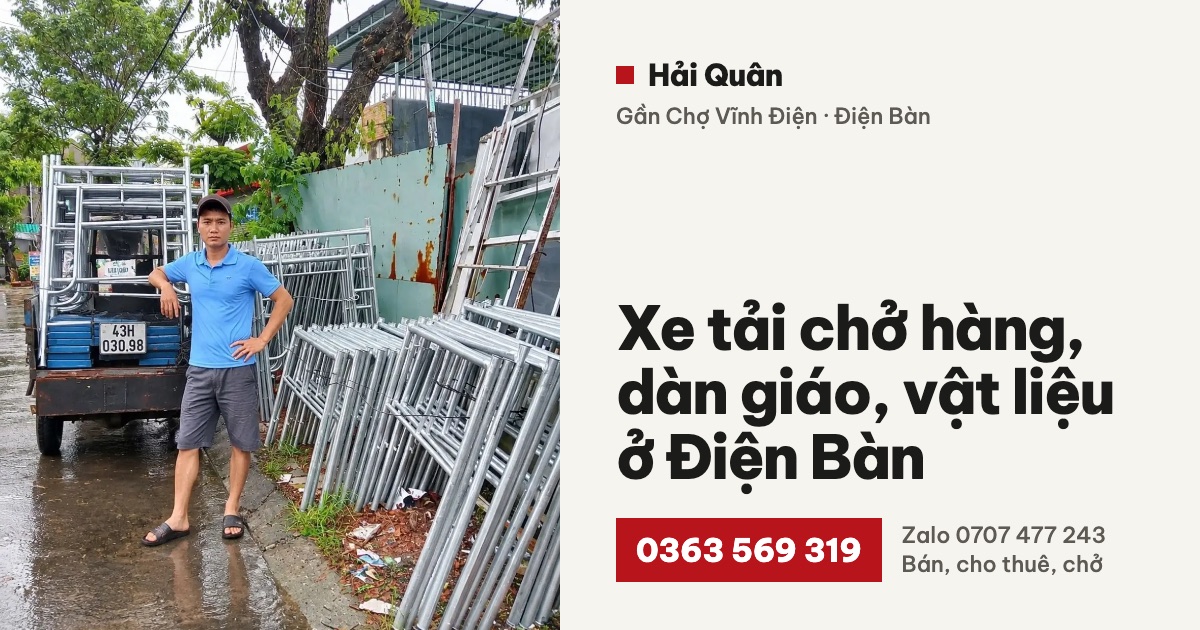 Hải Quân
Gần Chợ Vĩnh Điện · Điện Bàn
Xe tải chở hàng,
dàn giáo, vật liệu
ở Điện Bàn
0363 569 319
Zalo 0707 477 243
Bán, cho thuê, chở
43H
030.98